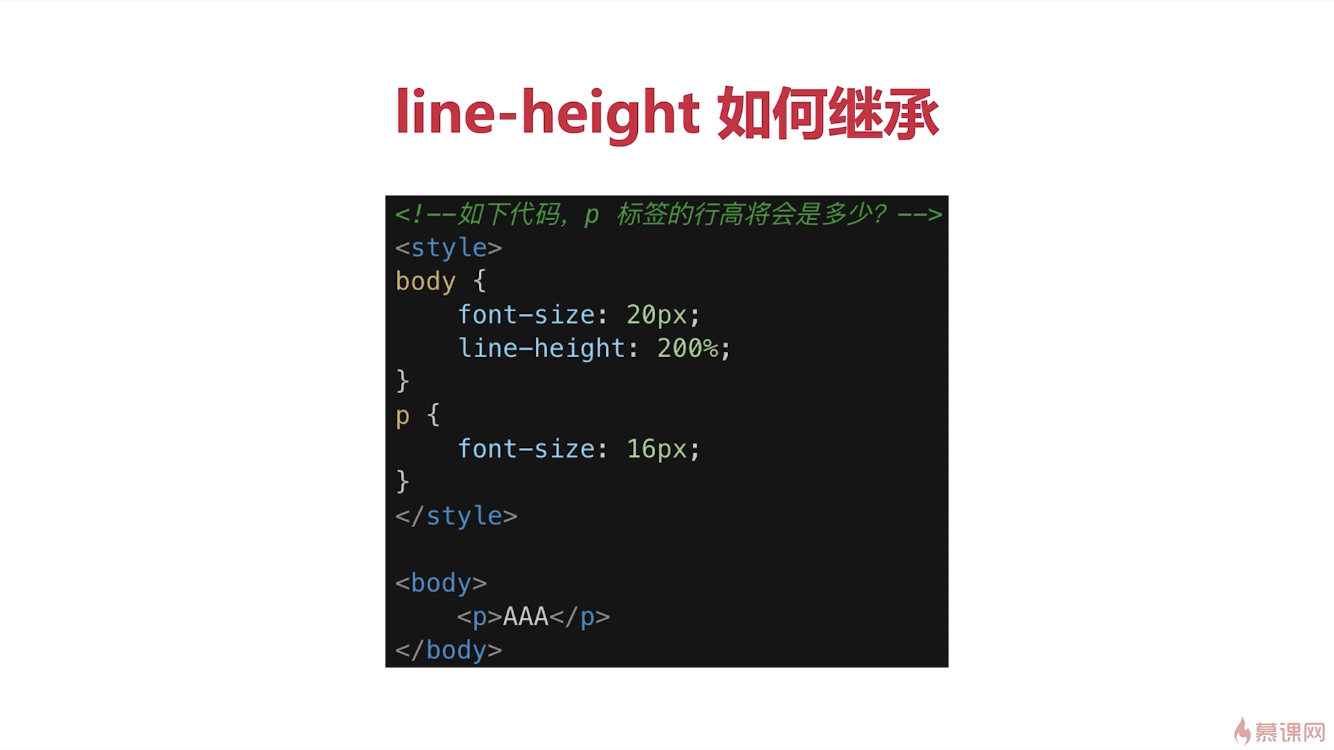 line-height 如何继承
<!--如下代码，p 标签的行高将会是多少？-->
<style>
body {
    font-size: 20px;
    line-height: 200%;
}
p {
    font-size: 16px;
}
</style>

<body>
    <p>AAA</p>
</body>
慕课网